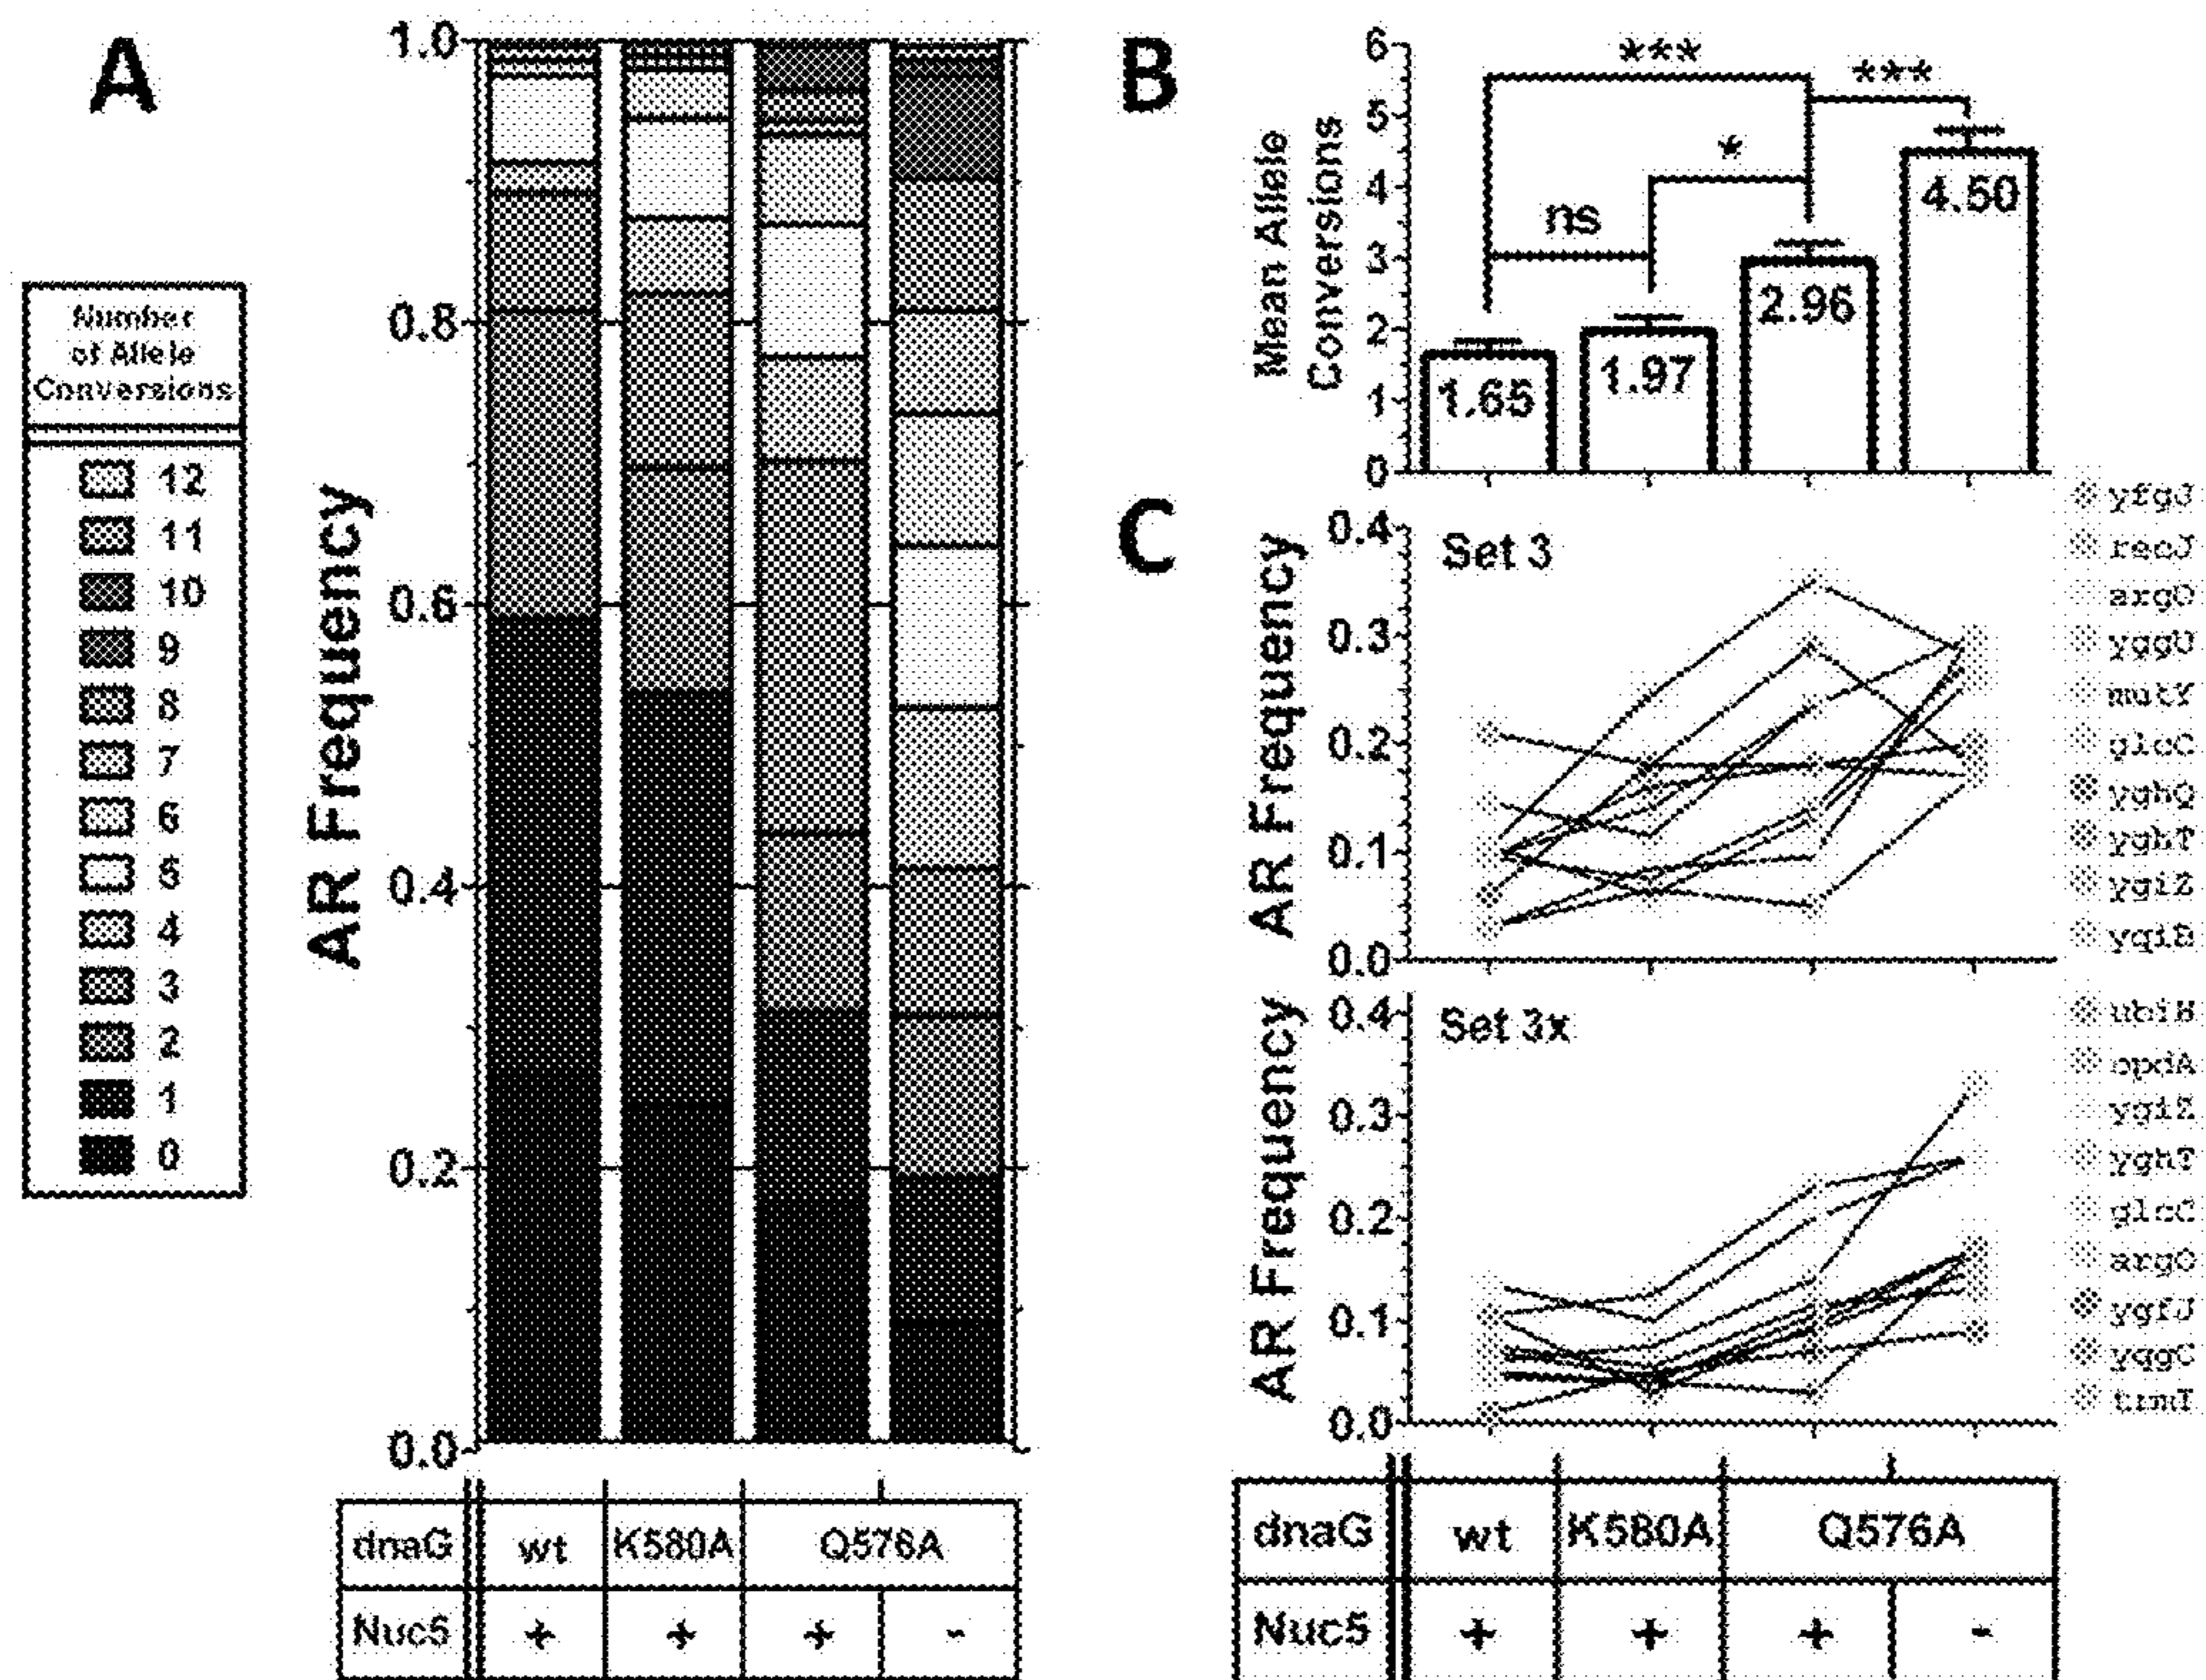 A
Number
of Allele
Conversions
12
11
10
9
8
7
6
5
4
3
2
1
0
AR Frequency
1.0
0.8
0.6
0.4
0.2
0.0
dnaG wt K580A Q576A
Nuc5 + + + -
B
Mean Allele
Conversions
6
5
4
3
2
1
0
***
***
*
ns
1.65
1.97
2.96
4.50
C
AR Frequency
0.4
0.3
0.2
0.1
0.0
Set 3
yfgJ
recJ
argO
yggU
mutY
glcC
yghQ
yghT
ygiZ
yqiB
AR Frequency
0.4
0.3
0.2
0.1
0.0
Set 3x
ubiH
opdA
ygiZ
yghT
glcC
argO
ygfJ
yqgC
dnaG wt K580A Q576A
Nuc5 + + + -